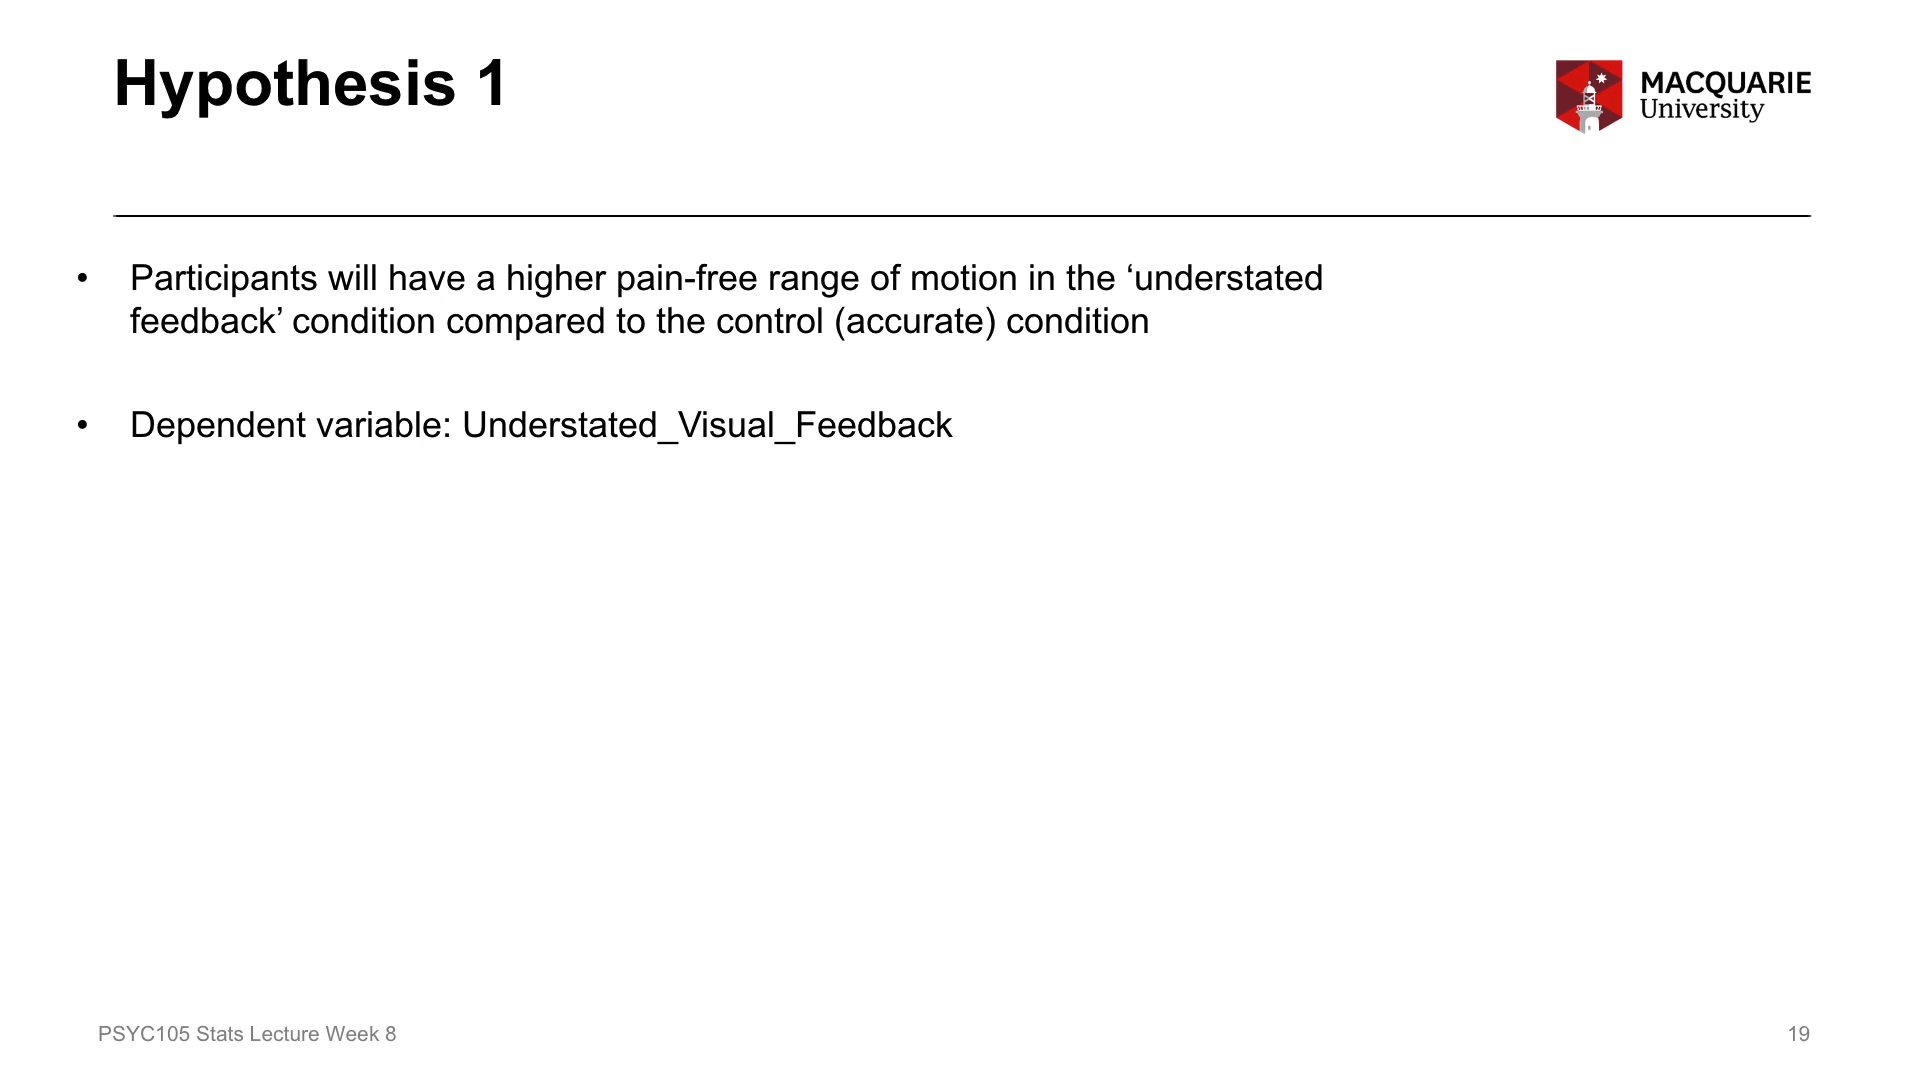 Hypothesis 1
MACQUARIE
University
• Participants will have a higher pain-free range of motion in the ‘understated
feedback’ condition compared to the control (accurate) condition
• Dependent variable: Understated_Visual_Feedback
PSYC105 Stats Lecture Week 8
19